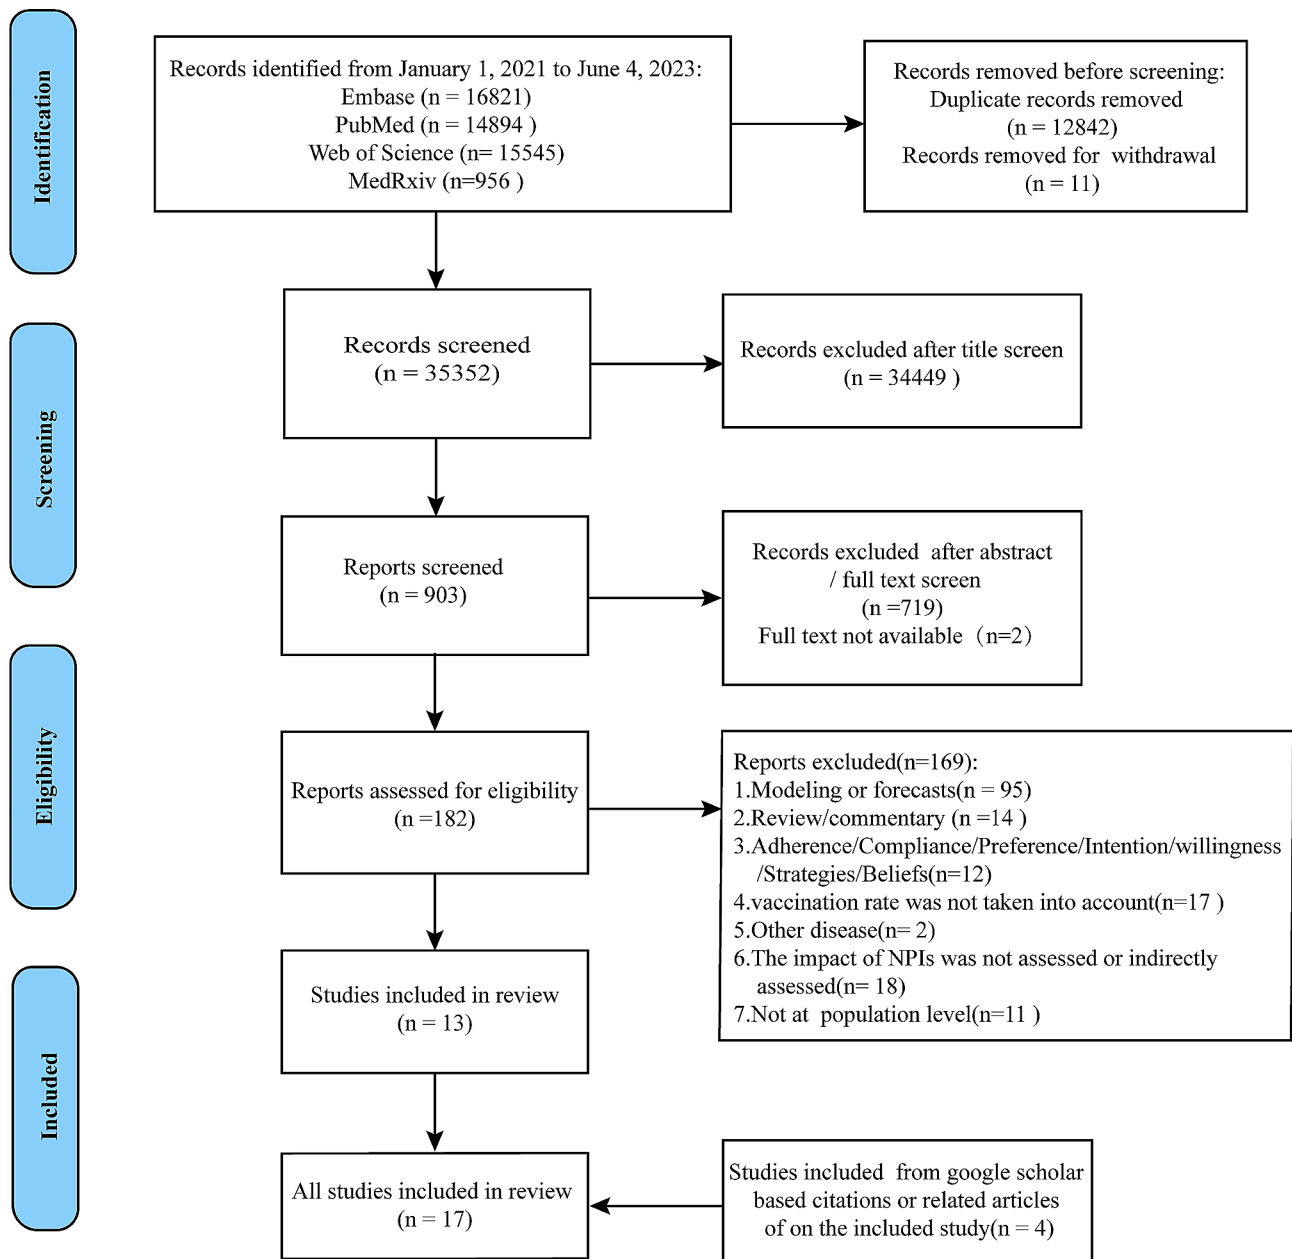 Identification
Records identified from January 1, 2021 to June 4, 2023:
Embase (n = 16821)
PubMed (n = 14894 )
Web of Science (n= 15545)
MedRxiv (n=956 )
Records removed before screening:
Duplicate records removed
(n = 12842)
Records removed for withdrawal
(n = 11)
Screening
Records screened
(n = 35352)
Records excluded after title screen
(n = 34449 )
Reports screened
(n = 903)
Records excluded after abstract
/ full text screen
(n =719)
Full text not available（n=2）
Eligibility
Reports assessed for eligibility
(n =182)
Reports excluded(n=169):
1.Modeling or forecasts(n = 95)
2.Review/commentary (n =14 )
3.Adherence/Compliance/Preference/Intention/willingness
/Strategies/Beliefs(n=12)
4.vaccination rate was not taken into account(n=17 )
5.Other disease(n= 2)
6.The impact of NPIs was not assessed or indirectly
assessed(n= 18)
7.Not at population level(n=11 )
Included
Studies included in review
(n = 13)
All studies included in review
(n = 17)
Studies included from google scholar
based citations or related articles
of on the included study(n = 4)